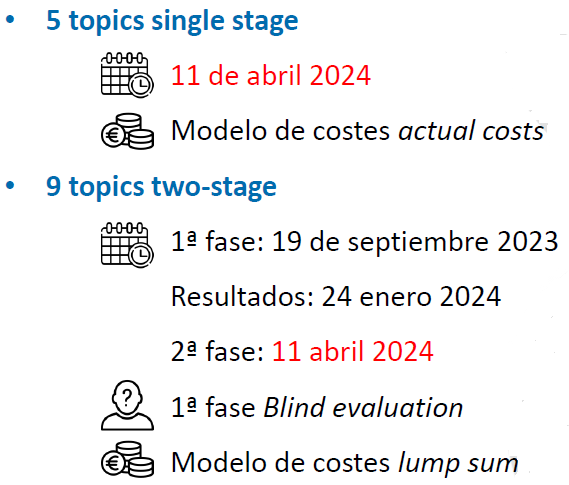 • 5 topics single stage
11 de abril 2024
€ Modelo de costes actual costs
• 9 topics two-stage
1ª fase: 19 de septiembre 2023
Resultados: 24 enero 2024
2ª fase: 11 abril 2024
? 1ª fase Blind evaluation
€ Modelo de costes lump sum